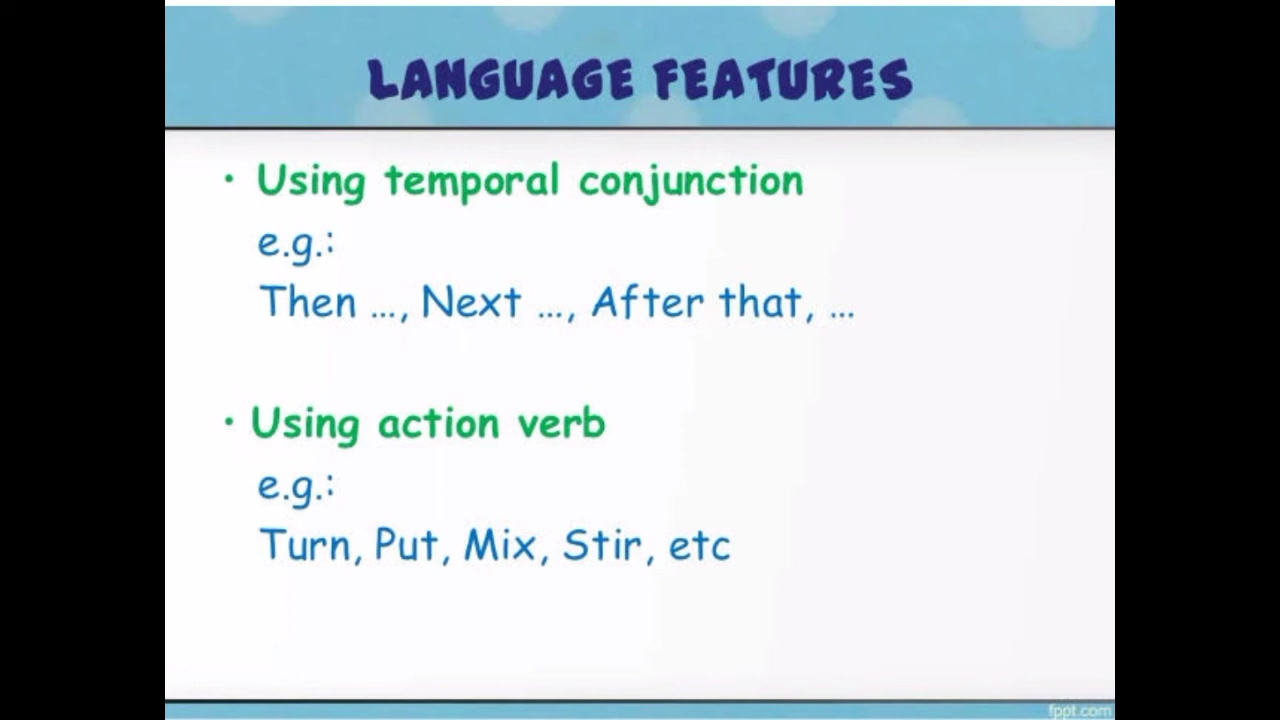 LANGUAGE FEATURES
• Using temporal conjunction
e.g.:
Then ..., Next ..., After that, ...
• Using action verb
e.g.:
Turn, Put, Mix, Stir, etc
fppt.com